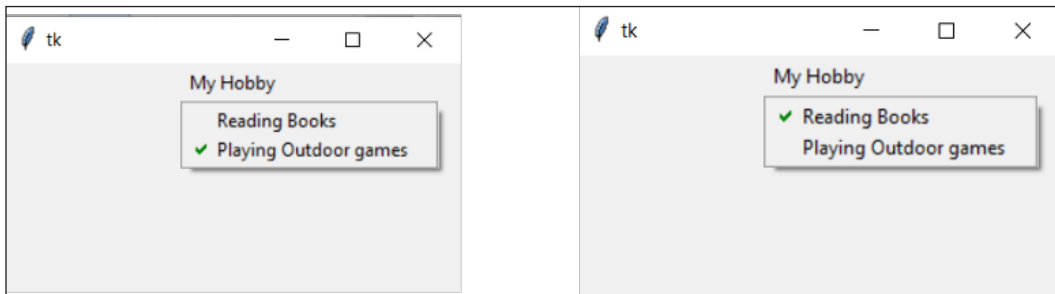 tk
My Hobby
Reading Books
Playing Outdoor games
tk
My Hobby
Reading Books
Playing Outdoor games